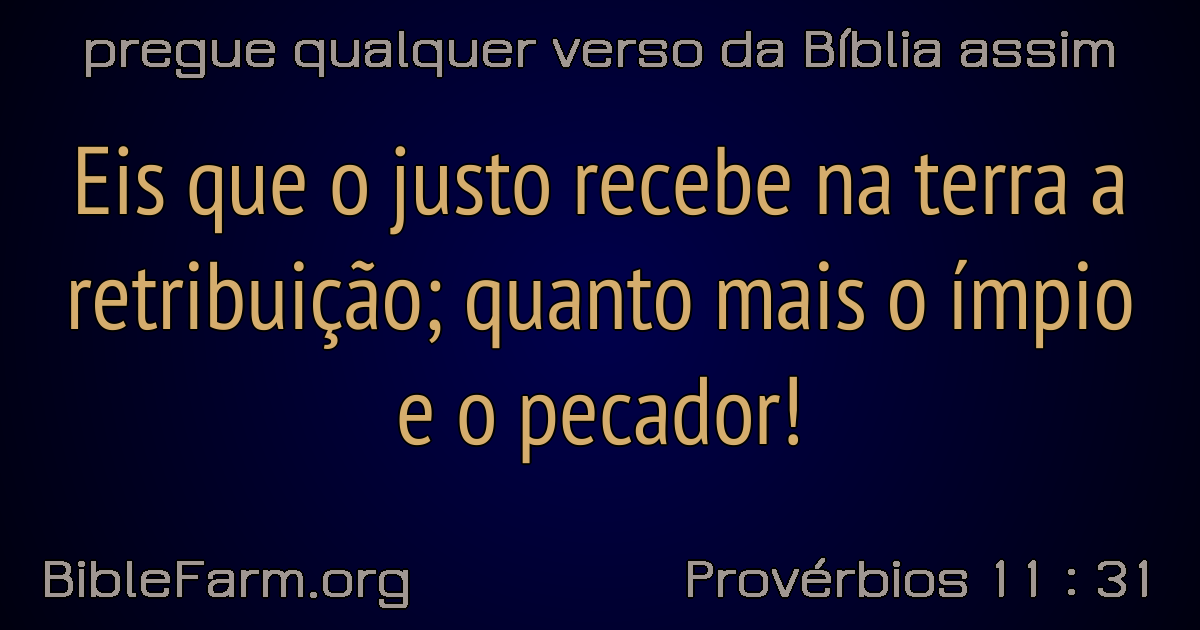 pregue qualquer verso da Bíblia assim
Eis que o justo recebe na terra a
retribuição; quanto mais o ímpio
e o pecador!
BibleFarm.org
Provérbios 11 : 31